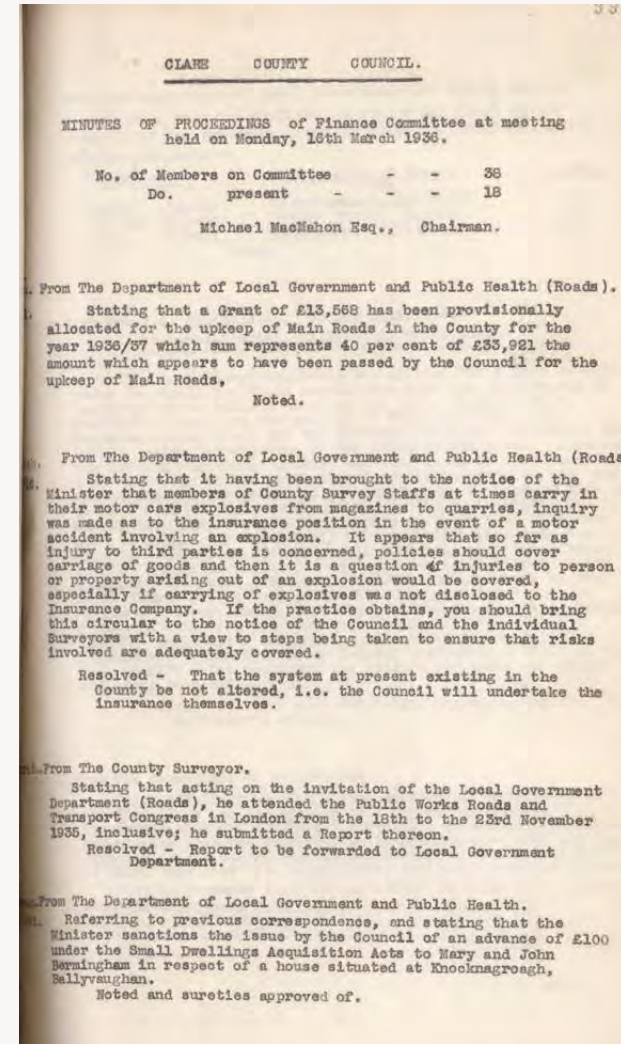 CLARE COUNTY COUNCIL.
MINUTES OF PROCEEDINGS of Finance Committee at meeting
held on Monday, 16th March 1936.
No. of Members on Committee - - 38
Do. present - - - 18
Michael MacMahon Esq., Chairman.
From The Department of Local Government and Public Health (Roads).
Stating that a Grant of £13,568 has been provisionally
allocated for the upkeep of Main Roads in the County for the
year 1936/37 which sum represents 40 per cent of £33,921 the
amount which appears to have been passed by the Council for the
upkeep of Main Roads,
Noted.
From The Department of Local Government and Public Health (Roads
Stating that it having been brought to the notice of the
Minister that members of County Survey Staffs at times carry in
their motor cars explosives from magazines to quarries, inquiry
was made as to the insurance position in the event of a motor
accident involving an explosion. It appears that so far as
injury to third parties is concerned, policies should cover
carriage of goods and then it is a question if injuries to person
or property arising out of an explosion would be covered,
especially if carrying of explosives was not disclosed to the
Insurance Company. If the practice obtains, you should bring
this circular to the notice of the Council and the individual
Surveyors with a view to steps being taken to ensure that risks
involved are adequately covered.
Resolved - That the system at present existing in the
County be not altered, i.e. the Council will undertake the
insurance themselves.
From The County Surveyor.
Stating that acting on the invitation of the Local Government
Department (Roads), he attended the Public Works Roads and
Transport Congress in London from the 18th to the 23rd November
1935, inclusive; he submitted a Report thereon.
Resolved - Report to be forwarded to Local Government
Department.
From The Department of Local Government and Public Health.
Referring to previous correspondence, and stating that the
Minister sanctions the issue by the Council of an advance of £100
under the Small Dwellings Acquisition Acts to Mary and John
Bermingham in respect of a house situated at Knocknagroagh,
Ballyvaughan.
Noted and sureties approved of.